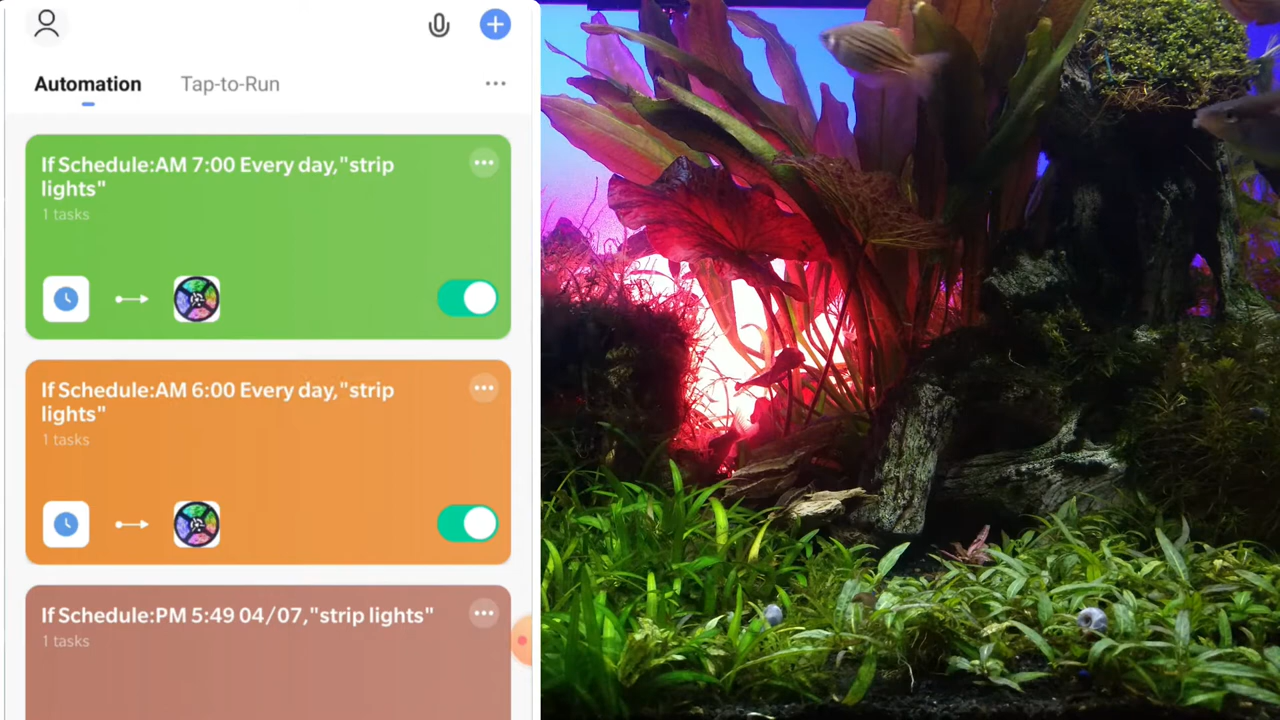 Automation
Tap-to-Run
If Schedule:AM 7:00 Every day,"strip
lights"
1 tasks
If Schedule:AM 6:00 Every day,"strip
lights"
1 tasks
If Schedule:PM 5:49 04/07,"strip lights"
1 tasks